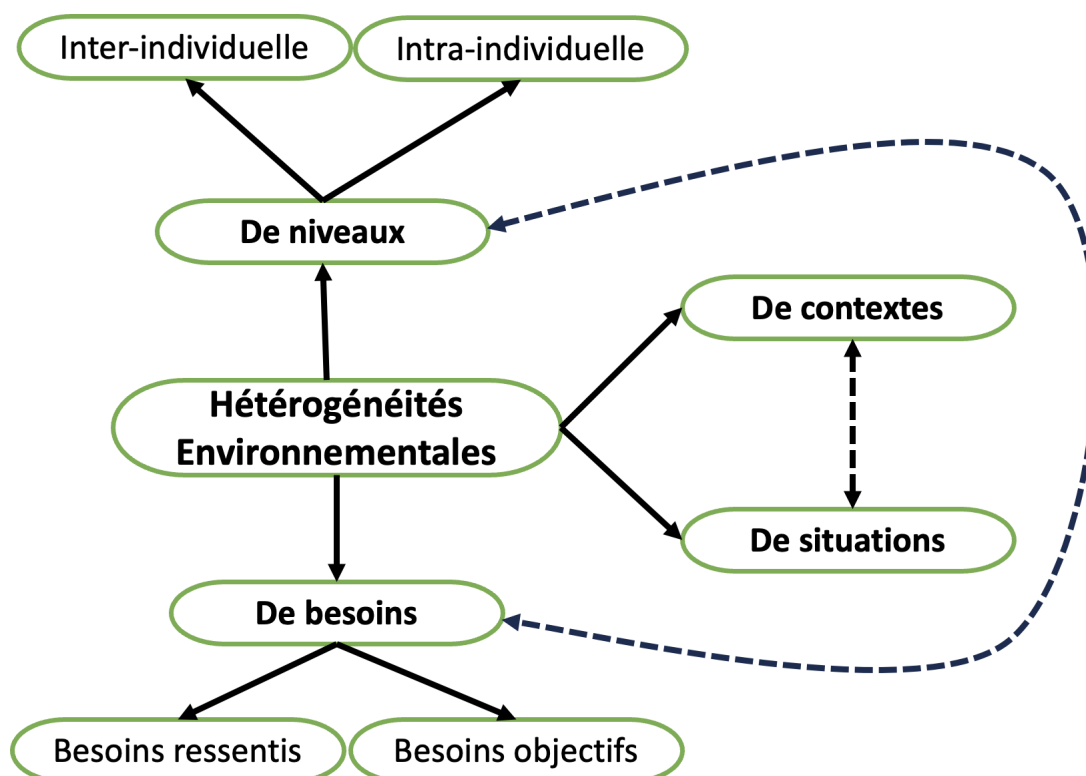 Inter-individuelle
Intra-individuelle
De niveaux
De contextes
Hétérogénéités
Environnementales
De situations
De besoins
Besoins ressentis
Besoins objectifs